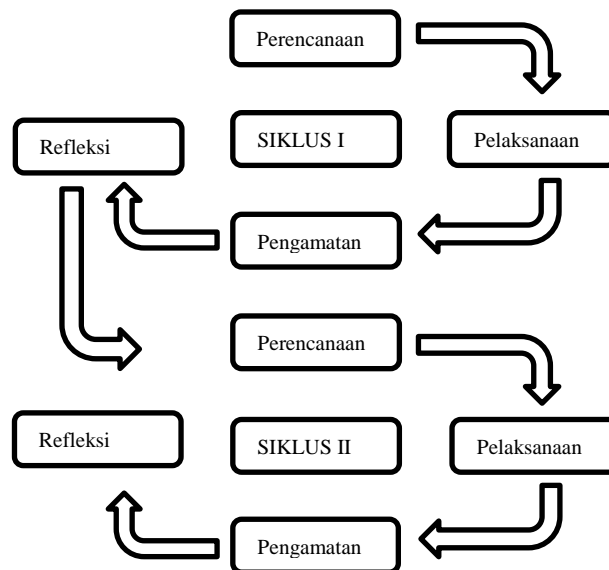 Perencanaan
Refleksi
SIKLUS I
Pelaksanaan
Pengamatan
Perencanaan
Refleksi
SIKLUS II
Pelaksanaan
Pengamatan